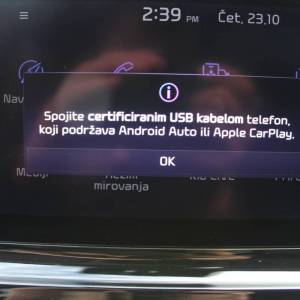 2:39 PM Čet, 23.10
Nav
Spojite certificiranim USB kabelom telefon,
koji podržava Android Auto ili Apple CarPlay.
OK
Mediji
mirovanja